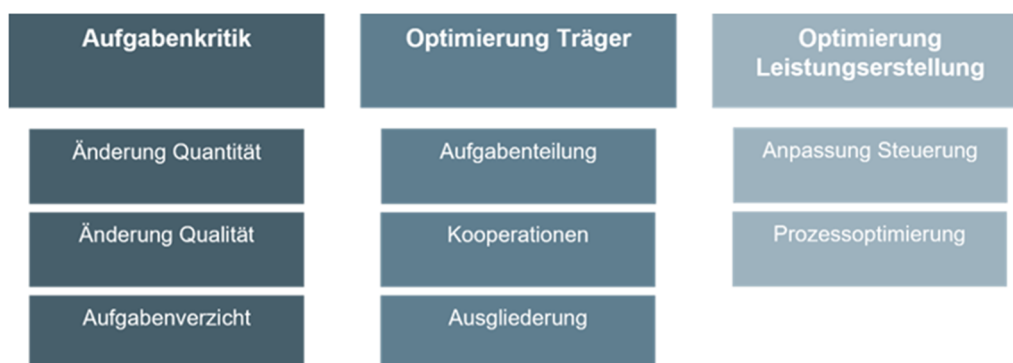 Aufgabenkritik
Änderung Quantität
Änderung Qualität
Aufgabenverzicht
Optimierung Träger
Aufgabenteilung
Kooperationen
Ausgliederung
Optimierung
Leistungserstellung
Anpassung Steuerung
Prozessoptimierung